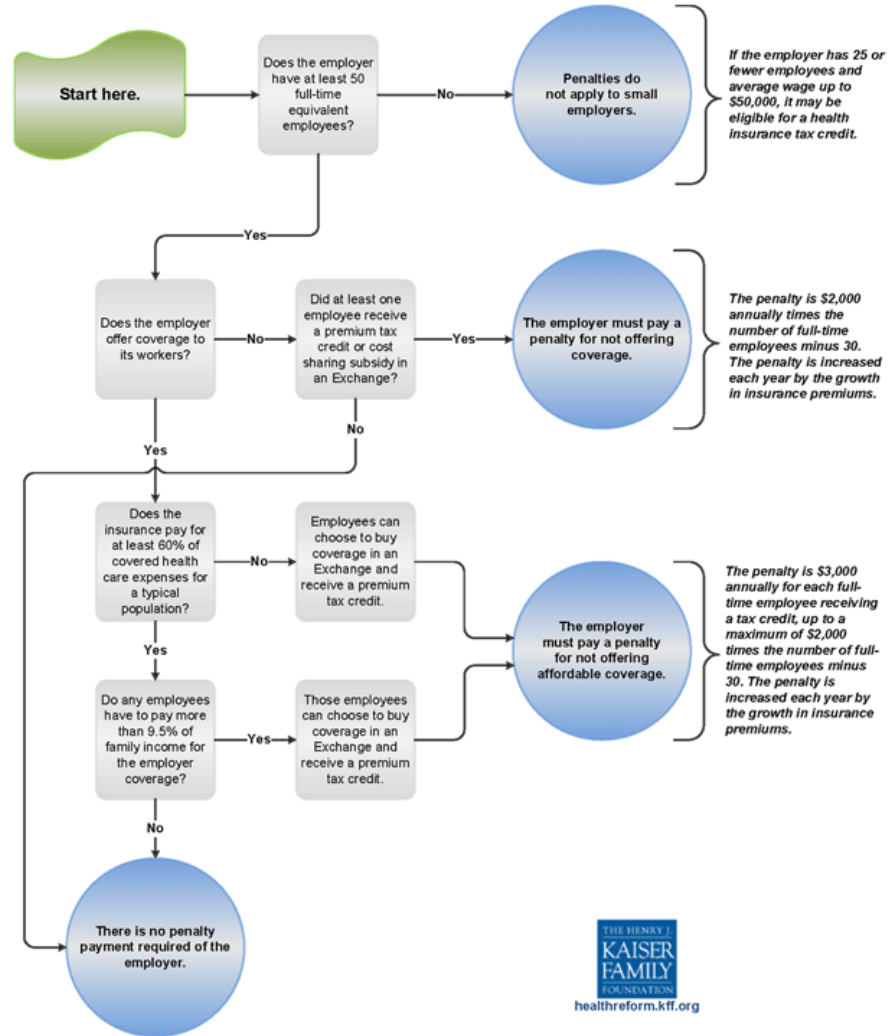 Start here.
Does the employer
have at least 50
full-time
equivalent
employees?
No
Penalties do
not apply to small
employers.
If the employer has 25 or
fewer employees and
average wage up to
$50,000, it may be
eligible for a health
insurance tax credit.
Yes
Does the employer
offer coverage to
its workers?
No
Did at least one
employee receive
a premium tax
credit or cost
sharing subsidy in
an Exchange?
Yes
The employer must pay a
penalty for not offering
coverage.
The penalty is $2,000
annually times the
number of full-time
employees minus 30.
The penalty is increased
each year by the growth
in insurance premiums.
No
Yes
Does the
insurance pay for
at least 60% of
covered health
care expenses for
a typical
population?
No
Employees can
choose to buy
coverage in an
Exchange and
receive a premium
tax credit.
The employer
must pay a penalty
for not offering
affordable coverage.
The penalty is $3,000
annually for each full-
time employee receiving
a tax credit, up to a
maximum of $2,000
times the number of full-
time employees minus
30. The penalty is
increased each year by
the growth in insurance
premiums.
Yes
Do any employees
have to pay more
than 9.5% of
family income for
the employer
coverage?
Yes
Those employees
can choose to buy
coverage in an
Exchange and
receive a premium
tax credit.
No
There is no penalty
payment required of the
employer.
THE HENRY J.
KAISER
FAMILY
FOUNDATION
healthreform.kff.org